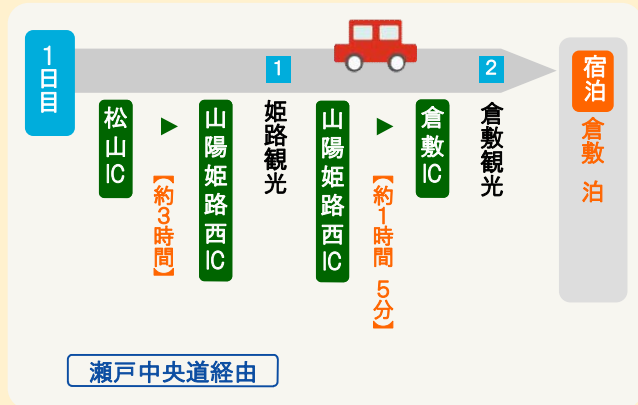 1日目
松山IC
【約3時間】
山陽姫路西IC
1
姫路観光
山陽姫路西IC
【約1時間 5分】
倉敷IC
2
倉敷観光
宿泊
倉敷 泊
瀬戸中央道経由